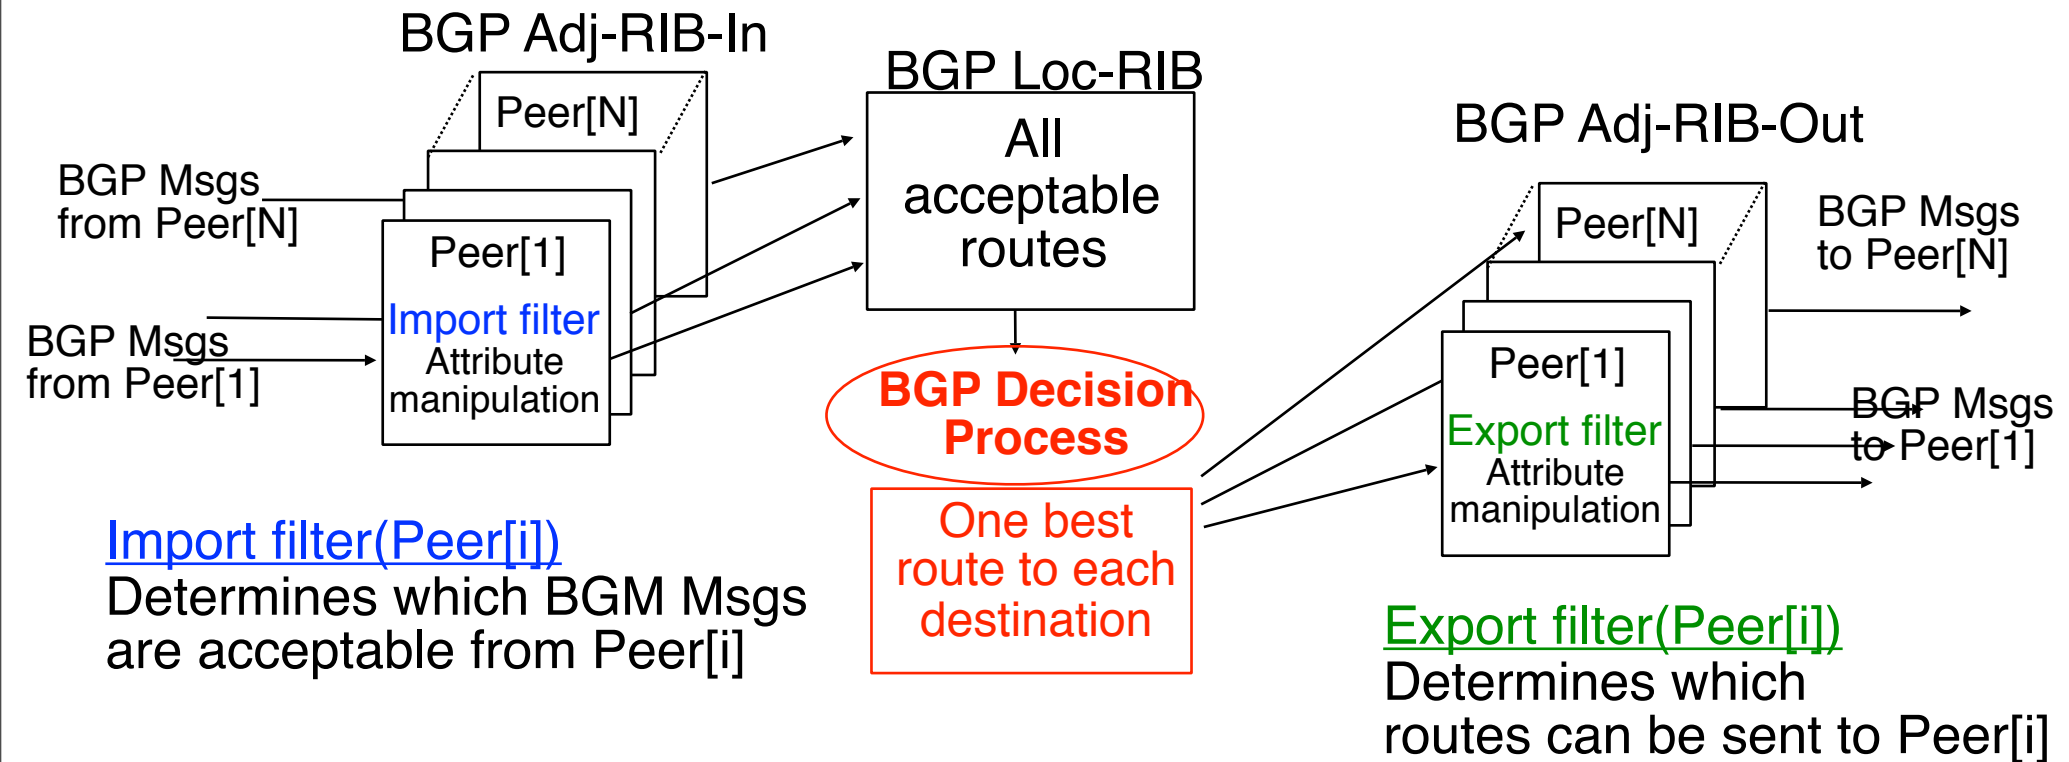 BGP Adj-RIB-In
Peer[N]
BGP Msgs
from Peer[N]
Peer[1]
Import filter
Attribute
manipulation
BGP Msgs
from Peer[1]
BGP Loc-RIB
All
acceptable
routes
BGP Decision
Process
One best
route to each
destination
BGP Adj-RIB-Out
Peer[N]
BGP Msgs
to Peer[N]
Peer[1]
Export filter
Attribute
manipulation
BGP Msgs
to Peer[1]
Import filter(Peer[i])
Determines which BGM Msgs
are acceptable from Peer[i]
Export filter(Peer[i])
Determines which
routes can be sent to Peer[i]